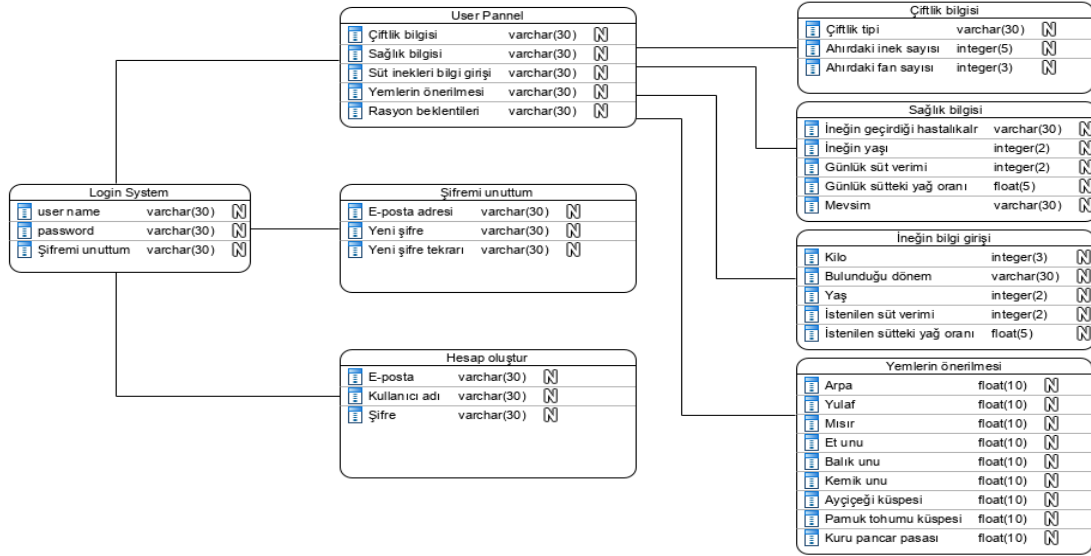 Login System
user name varchar(30) N
password varchar(30) N
Şifremi unuttum varchar(30) N
User Pannel
Çiftlik bilgisi varchar(30) N
Sağlık bilgisi varchar(30) N
Süt inekleri bilgi girişi varchar(30) N
Yemlerin önerilmesi varchar(30) N
Rasyon beklentileri varchar(30) N
Şifremi unuttum
E-posta adresi varchar(30) N
Yeni şifre varchar(30) N
Yeni şifre tekrarı varchar(30) N
Hesap oluştur
E-posta varchar(30) N
Kullanıcı adı varchar(30) N
Şifre varchar(30) N
Çiftlik bilgisi
Çiftlik tipi varchar(30) N
Ahırdaki inek sayısı integer(5) N
Ahırdaki fan sayısı integer(3) N
Sağlık bilgisi
İneğin geçirdiği hastalıkalr varchar(30) N
İneğin yaşı integer(2) N
Günlük süt verimi integer(2) N
Günlük sütteki yağ oranı float(5) N
Mevsim varchar(30) N
İneğin bilgi girişi
Kilo integer(3) N
Bulunduğu dönem varchar(30) N
Yaş integer(2) N
İstenilen süt verimi integer(2) N
İstenilen sütteki yağ oranı float(5) N
Yemlerin önerilmesi
Arpa float(10) N
Yulaf float(10) N
Mısır float(10) N
Et unu float(10) N
Balık unu float(10) N
Kemik unu float(10) N
Ayçiçeği küspesi float(10) N
Pamuk tohumu küspesi float(10) N
Kuru pancar pasası float(10) N